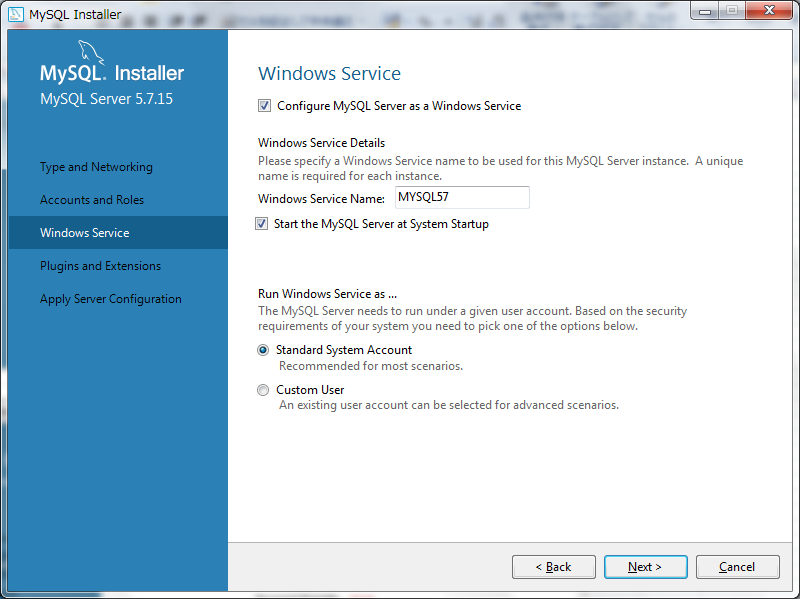 MySQL Installer
MySQL. Installer
MySQL Server 5.7.15
Type and Networking
Accounts and Roles
Windows Service
Plugins and Extensions
Apply Server Configuration
Windows Service
Configure MySQL Server as a Windows Service
Windows Service Details
Please specify a Windows Service name to be used for this MySQL Server instance. A unique
name is required for each instance.
Windows Service Name: MYSQL57
Start the MySQL Server at System Startup
Run Windows Service as ...
The MySQL Server needs to run under a given user account. Based on the security
requirements of your system you need to pick one of the options below.
Standard System Account
Recommended for most scenarios.
Custom User
An existing user account can be selected for advanced scenarios.
< Back
Next >
Cancel